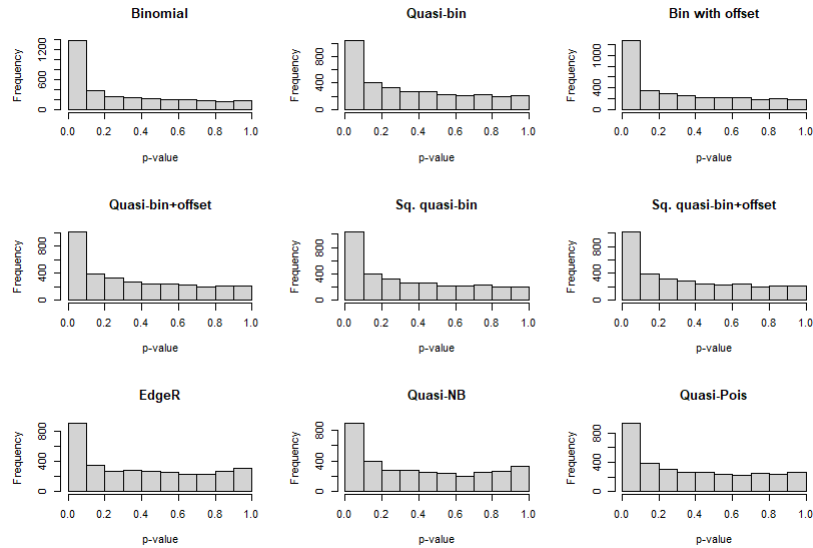 Binomial
Frequency
0 600 1200
0.0 0.2 0.4 0.6 0.8 1.0
p-value
Quasi-bin
Frequency
0 400 800
0.0 0.2 0.4 0.6 0.8 1.0
p-value
Bin with offset
Frequency
0 400 1000
0.0 0.2 0.4 0.6 0.8 1.0
p-value
Quasi-bin+offset
Frequency
0 400 800
0.0 0.2 0.4 0.6 0.8 1.0
p-value
Sq. quasi-bin
Frequency
0 400 800
0.0 0.2 0.4 0.6 0.8 1.0
p-value
Sq. quasi-bin+offset
Frequency
0 400 800
0.0 0.2 0.4 0.6 0.8 1.0
p-value
EdgeR
Frequency
0 400 800
0.0 0.2 0.4 0.6 0.8 1.0
p-value
Quasi-NB
Frequency
0 400 800
0.0 0.2 0.4 0.6 0.8 1.0
p-value
Quasi-Pois
Frequency
0 400 800
0.0 0.2 0.4 0.6 0.8 1.0
p-value